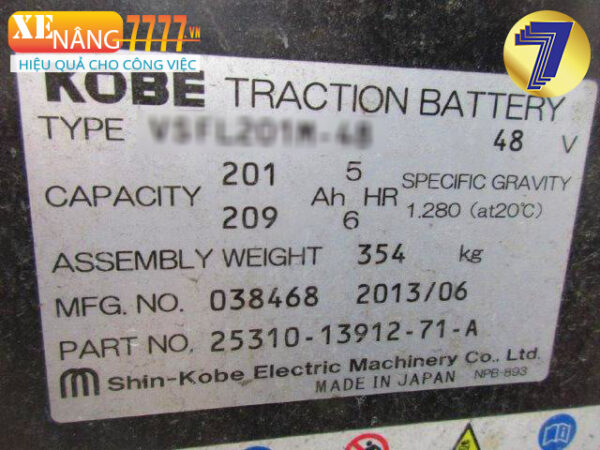 XE
NÂNG7777.VN
HIỆU QUẢ CHO CÔNG VIỆC
7
KOBE TRACTION BATTERY
TYPE 48 V
CAPACITY 201 Ah 5 HR SPECIFIC GRAVITY
209 6 1.280 (at20℃)
ASSEMBLY WEIGHT 354 kg
MFG. NO. 038468 2013/06
PART NO. 25310-13912-71-A
Shin-Kobe Electric Machinery Co., Ltd.
MADE IN JAPAN NPB-893